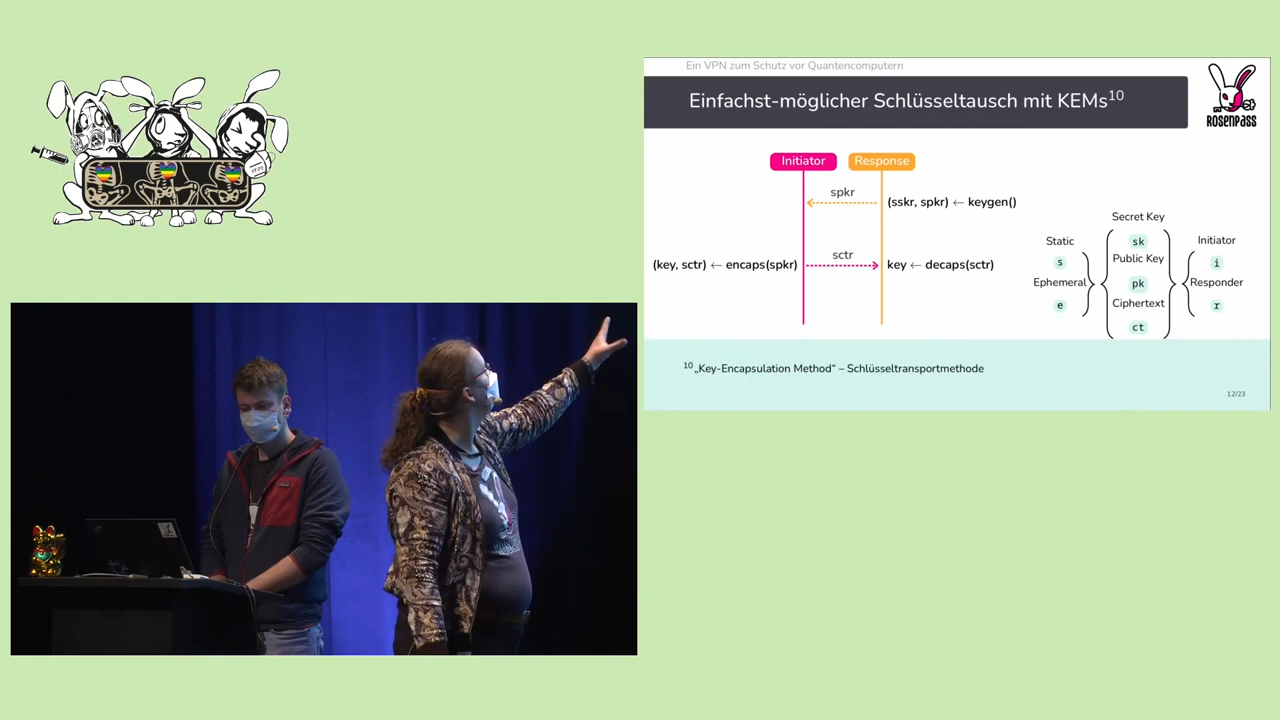 Ein VPN zum Schutz vor Quantencomputern
Einfachst-möglicher Schlüsseltausch mit KEMs¹⁰
ROSENPASS
Initiator
Response
spkr
(sskr, spkr) ← keygen()
(key, sctr) ← encaps(spkr)
sctr
key ← decaps(sctr)
Static
s
Ephemeral
e
Secret Key
sk
Public Key
pk
Ciphertext
ct
Initiator
i
Responder
r
¹⁰ „Key-Encapsulation Method” – Schlüsseltransportmethode
12/23